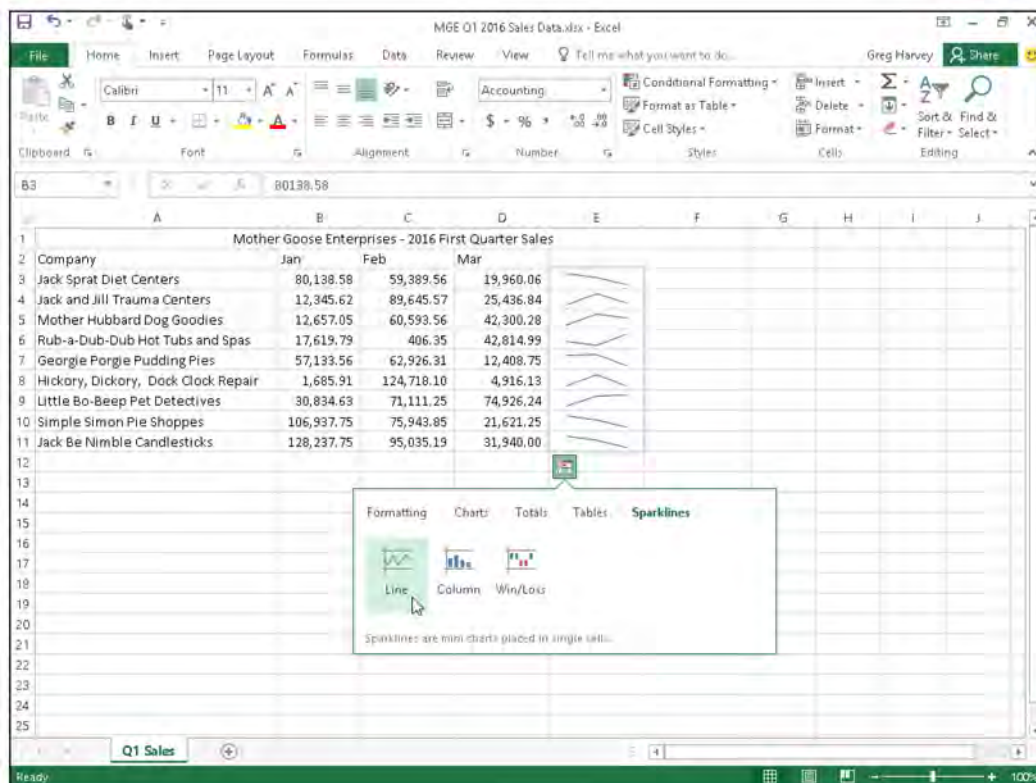 MGE Q1 2016 Sales Data.xlsx - Excel
File Home Insert Page Layout Formulas Data Review View Tell me what you want to do... Greg Harvey Share
Paste Calibri 11 A A Accounting Conditional Formatting Insert Σ A Z
B I U A $ % Format as Table Delete Sort & Find &
Cell Styles Format Filter Select
Clipboard Font Alignment Number Styles Cells Editing
B3 80138.58
A B C D E F G H I J
1 Mother Goose Enterprises - 2016 First Quarter Sales
2 Company Jan Feb Mar
3 Jack Sprat Diet Centers 80,138.58 59,389.56 19,960.06
4 Jack and Jill Trauma Centers 12,345.62 89,645.57 25,436.84
5 Mother Hubbard Dog Goodies 12,657.05 60,593.56 42,300.28
6 Rub-a-Dub-Dub Hot Tubs and Spas 17,619.79 406.35 42,814.99
7 Georgie Porgie Pudding Pies 57,133.56 62,926.31 12,408.75
8 Hickory, Dickory, Dock Clock Repair 1,685.91 124,718.10 4,916.13
9 Little Bo-Beep Pet Detectives 30,834.63 71,111.25 74,926.24
10 Simple Simon Pie Shoppes 106,937.75 75,943.85 21,621.25
11 Jack Be Nimble Candlesticks 128,237.75 95,035.19 31,940.00
12
13
14
Formatting Charts Totals Tables Sparklines
15
16
17
18
Line Column Win/Loss
19
20
Sparklines are mini charts placed in single cells.
21
22
23
24
25
Q1 Sales
Ready 100%